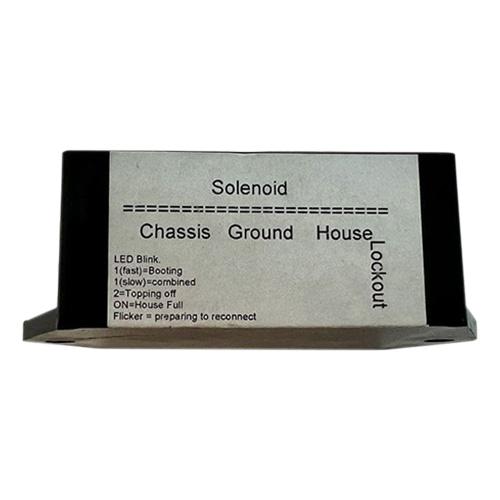 Solenoid
============================
Chassis Ground House
Lockout
LED Blink.
1(fast)=Booting
1(slow)=combined
2=Topping off
ON=House Full
Flicker = preparing to reconnect